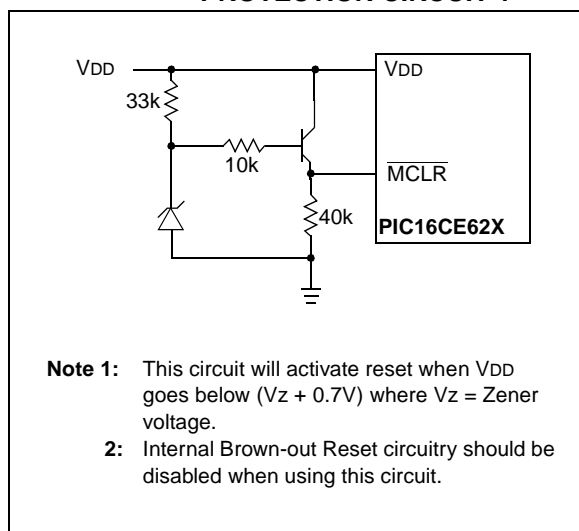 PROTECTION CIRCUIT 1
VDD
VDD
33k
10k
MCLR
40k
PIC16CE62X
Note 1: This circuit will activate reset when VDD
goes below (Vz + 0.7V) where Vz = Zener
voltage.
2: Internal Brown-out Reset circuitry should be
disabled when using this circuit.